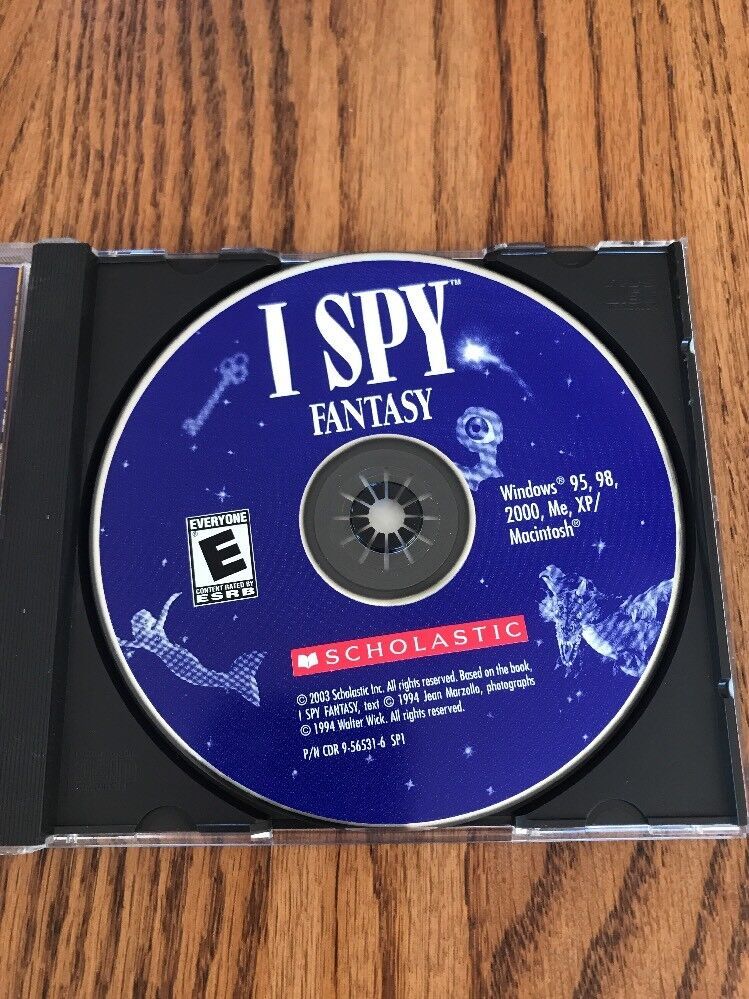 I SPY™
FANTASY
Windows® 95, 98,
2000, Me, XP/
Macintosh®
EVERYONE
E
®
CONTENT RATED BY
ESRB
SCHOLASTIC
© 2003 Scholastic Inc. All rights reserved. Based on the book,
I SPY FANTASY, text © 1994 Jean Marzollo, photographs
© 1994 Walter Wick. All rights reserved.
P/N CDR 9-56531-6 SP1